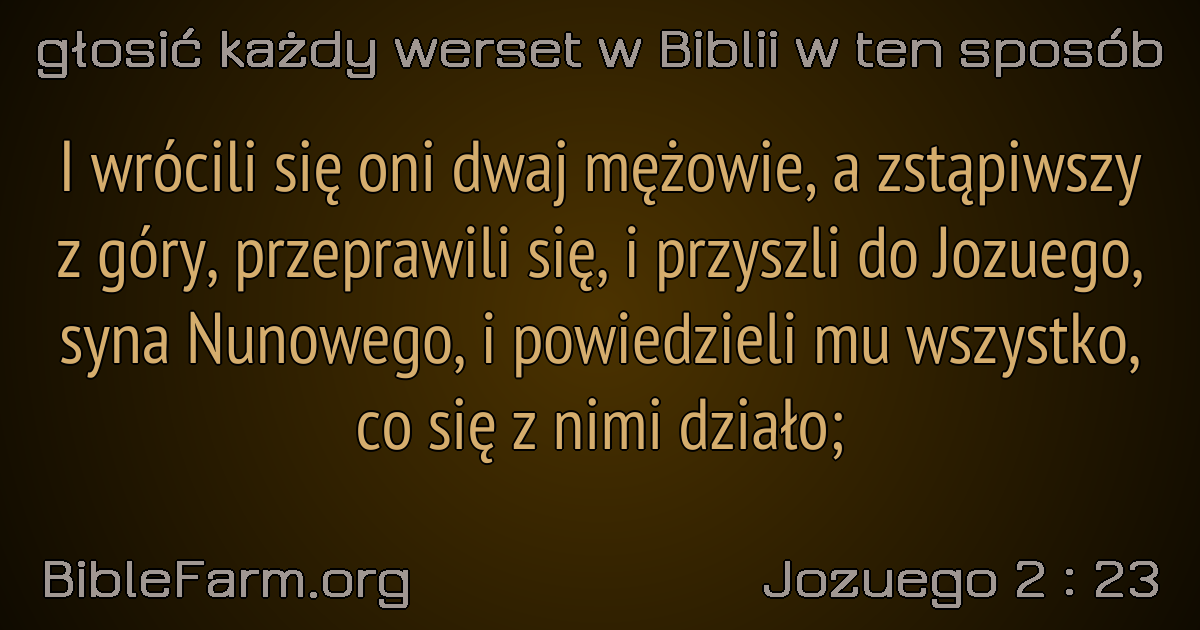 głosić każdy werset w Biblii w ten sposób
I wrócili się oni dwaj mężowie, a zstąpiwszy
z góry, przeprawili się, i przyszli do Jozuego,
syna Nunowego, i powiedzieli mu wszystko,
co się z nimi działo;
BibleFarm.org
Jozuego 2 : 23